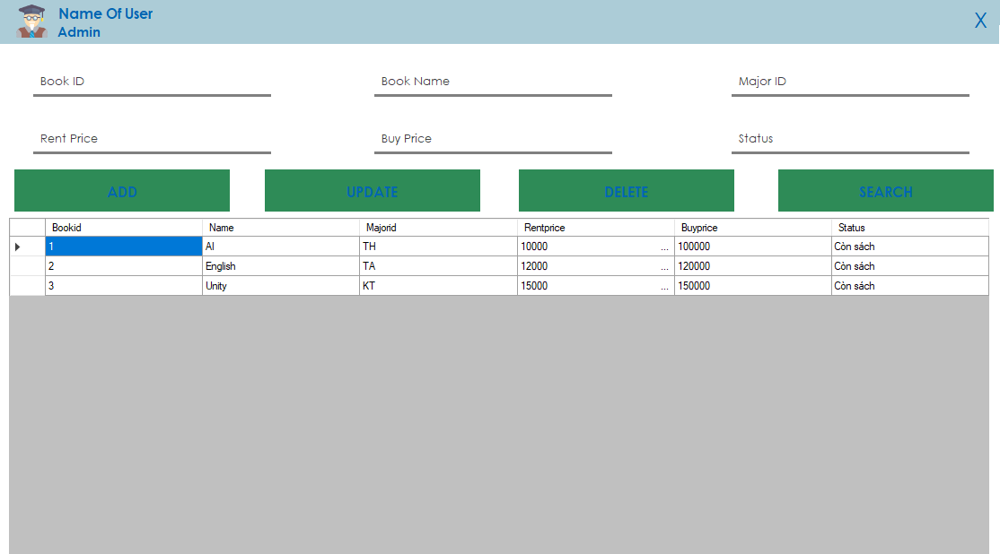 Name Of User
Admin
X
Book ID Book Name Major ID
Rent Price Buy Price Status
ADD UPDATE DELETE SEARCH
Bookid Name Majorid Rentprice Buyprice Status
1 AI TH 10000 ... 100000 Còn sách
2 English TA 12000 ... 120000 Còn sách
3 Unity KT 15000 ... 150000 Còn sách